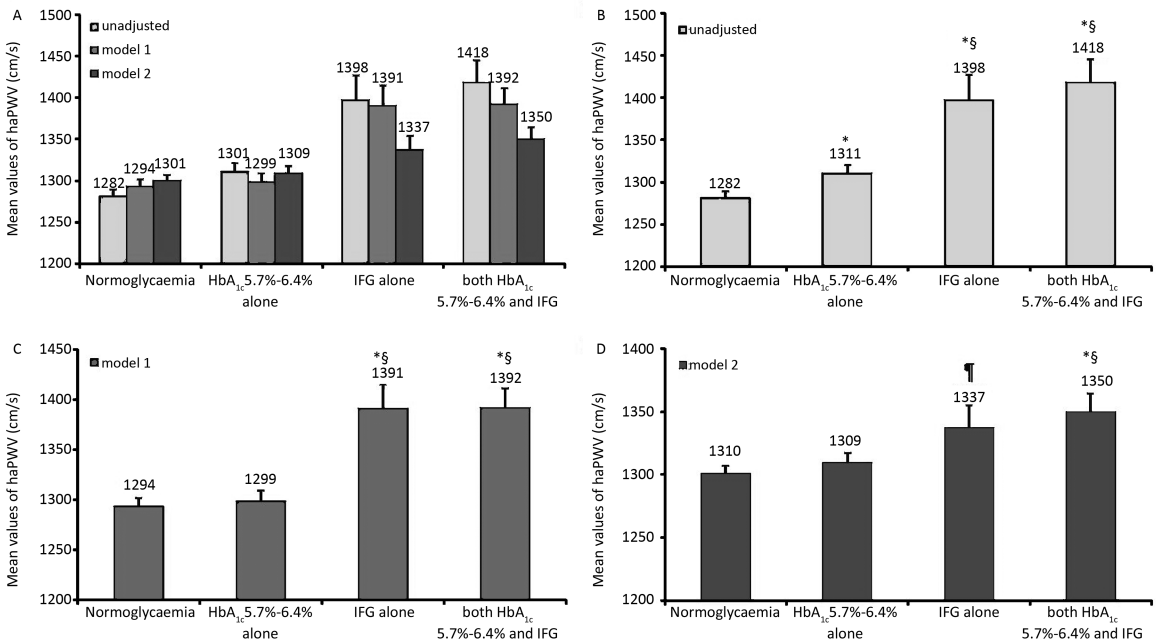 A
Mean values of haPWV (cm/s)
1500
1450
1400
1350
1300
1250
1200
unadjusted
model 1
model 2
1282
1294
1301
1301
1299
1309
1398
1391
1337
1418
1392
1350
Normoglycaemia
HbA1c 5.7%-6.4%
alone
IFG alone
both HbA1c
5.7%-6.4% and IFG
B
Mean values of haPWV (cm/s)
1500
1450
1400
1350
1300
1250
1200
unadjusted
1282
*
1311
*§
1398
*§
1418
Normoglycaemia
HbA1c 5.7%-6.4%
alone
IFG alone
both HbA1c
5.7%-6.4% and IFG
C
Mean values of haPWV (cm/s)
1450
1400
1350
1300
1250
1200
model 1
1294
1299
*§
1391
*§
1392
Normoglycaemia
HbA1c 5.7%-6.4%
alone
IFG alone
both HbA1c
5.7%-6.4% and IFG
D
Mean values of haPWV (cm/s)
1400
1350
1300
1250
1200
model 2
1310
1309
¶
1337
*§
1350
Normoglycaemia
HbA1c 5.7%-6.4%
alone
IFG alone
both HbA1c
5.7%-6.4% and IFG